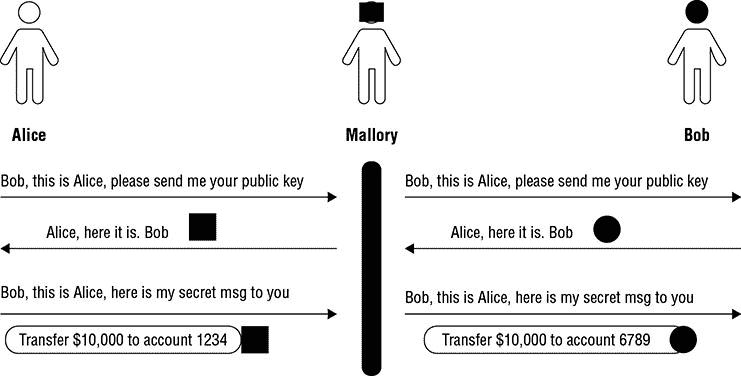 Alice
Mallory
Bob
Bob, this is Alice, please send me your public key
Bob, this is Alice, please send me your public key
Alice, here it is. Bob
Alice, here it is. Bob
Bob, this is Alice, here is my secret msg to you
Bob, this is Alice, here is my secret msg to you
Transfer $10,000 to account 1234
Transfer $10,000 to account 6789